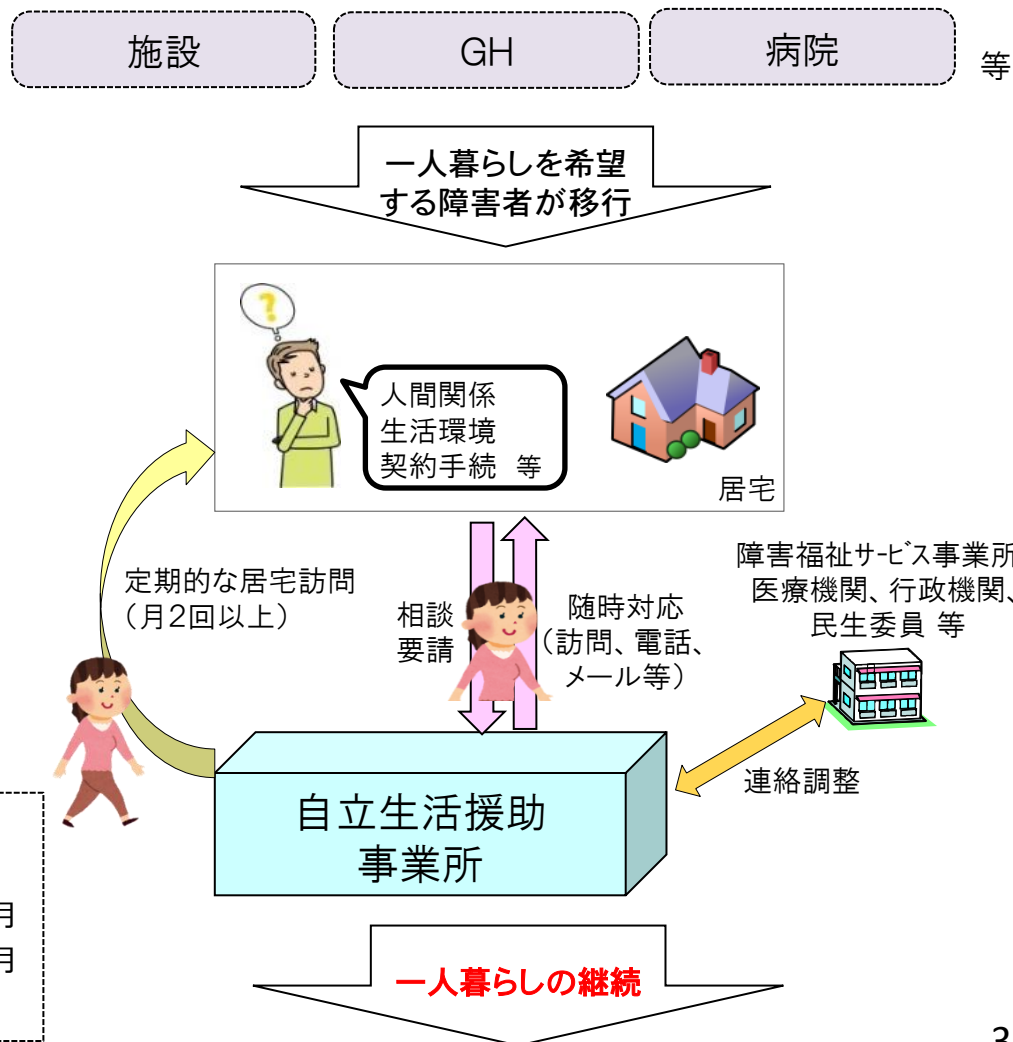 施設
GH
病院
等
一人暮らしを希望
する障害者が移行
?
人間関係
生活環境
契約手続 等
居宅
定期的な居宅訪問
(月2回以上)
相談
要請
随時対応
(訪問、電話、
メール等)
障害福祉サービス事業所
医療機関、行政機関、
民生委員 等
連絡調整
自立生活援助
事業所
月
月
一人暮らしの継続
3